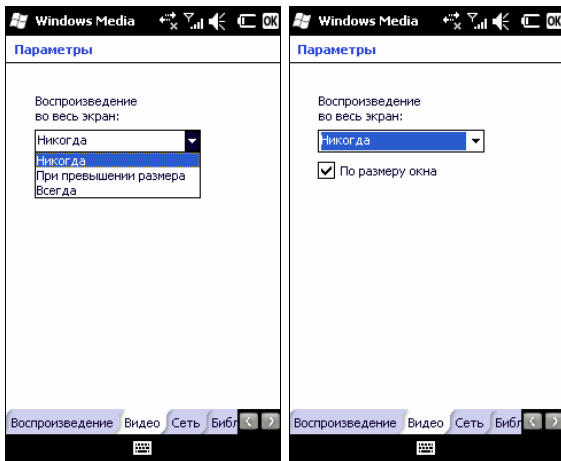 Windows Media OK
Параметры
Воспроизведение
во весь экран:
Никогда
Никогда
При превышении размера
Всегда
Воспроизведение Видео Сеть Библ
Windows Media OK
Параметры
Воспроизведение
во весь экран:
Никогда
По размеру окна
Воспроизведение Видео Сеть Библ